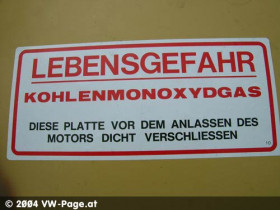 LEBENSGEFAHR
KOHLENMONOXYDGAS
DIESE PLATTE VOR DEM ANLASSEN DES
MOTORS DICHT VERSCHLIESSEN
© 2004 VW-Page.at